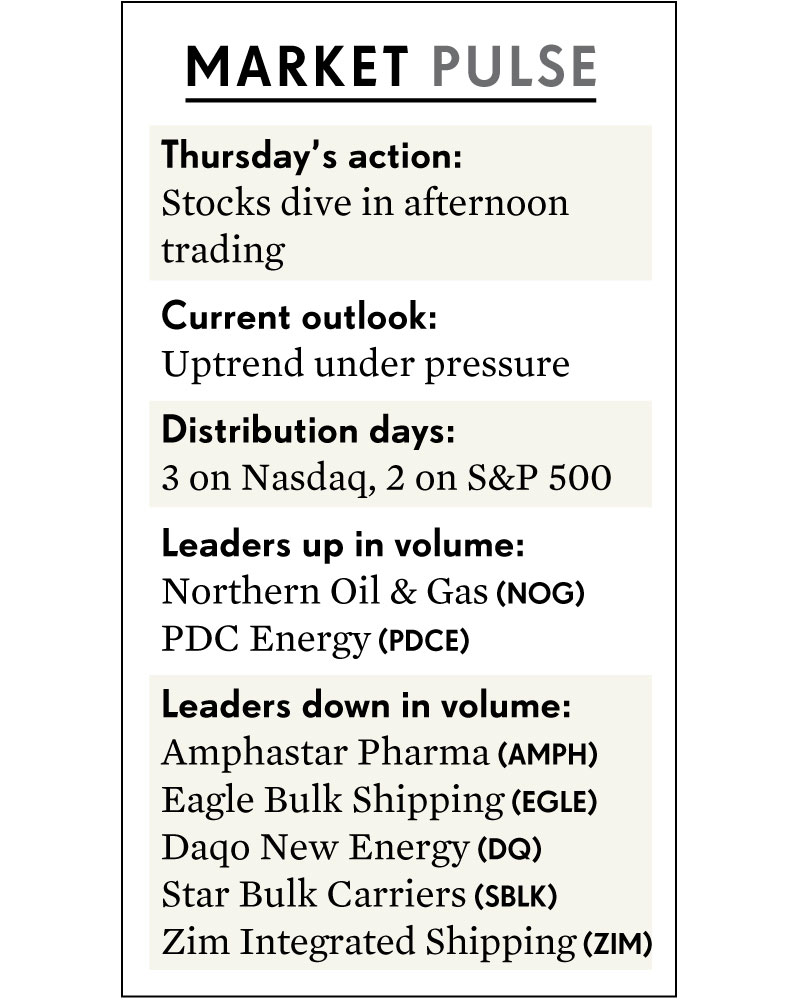 MARKET PULSE
Thursday’s action:
Stocks dive in afternoon
trading
Current outlook:
Uptrend under pressure
Distribution days:
3 on Nasdaq, 2 on S&P 500
Leaders up in volume:
Northern Oil & Gas (NOG)
PDC Energy (PDCE)
Leaders down in volume:
Amphastar Pharma (AMPH)
Eagle Bulk Shipping (EGLE)
Daqo New Energy (DQ)
Star Bulk Carriers (SBLK)
Zim Integrated Shipping (ZIM)